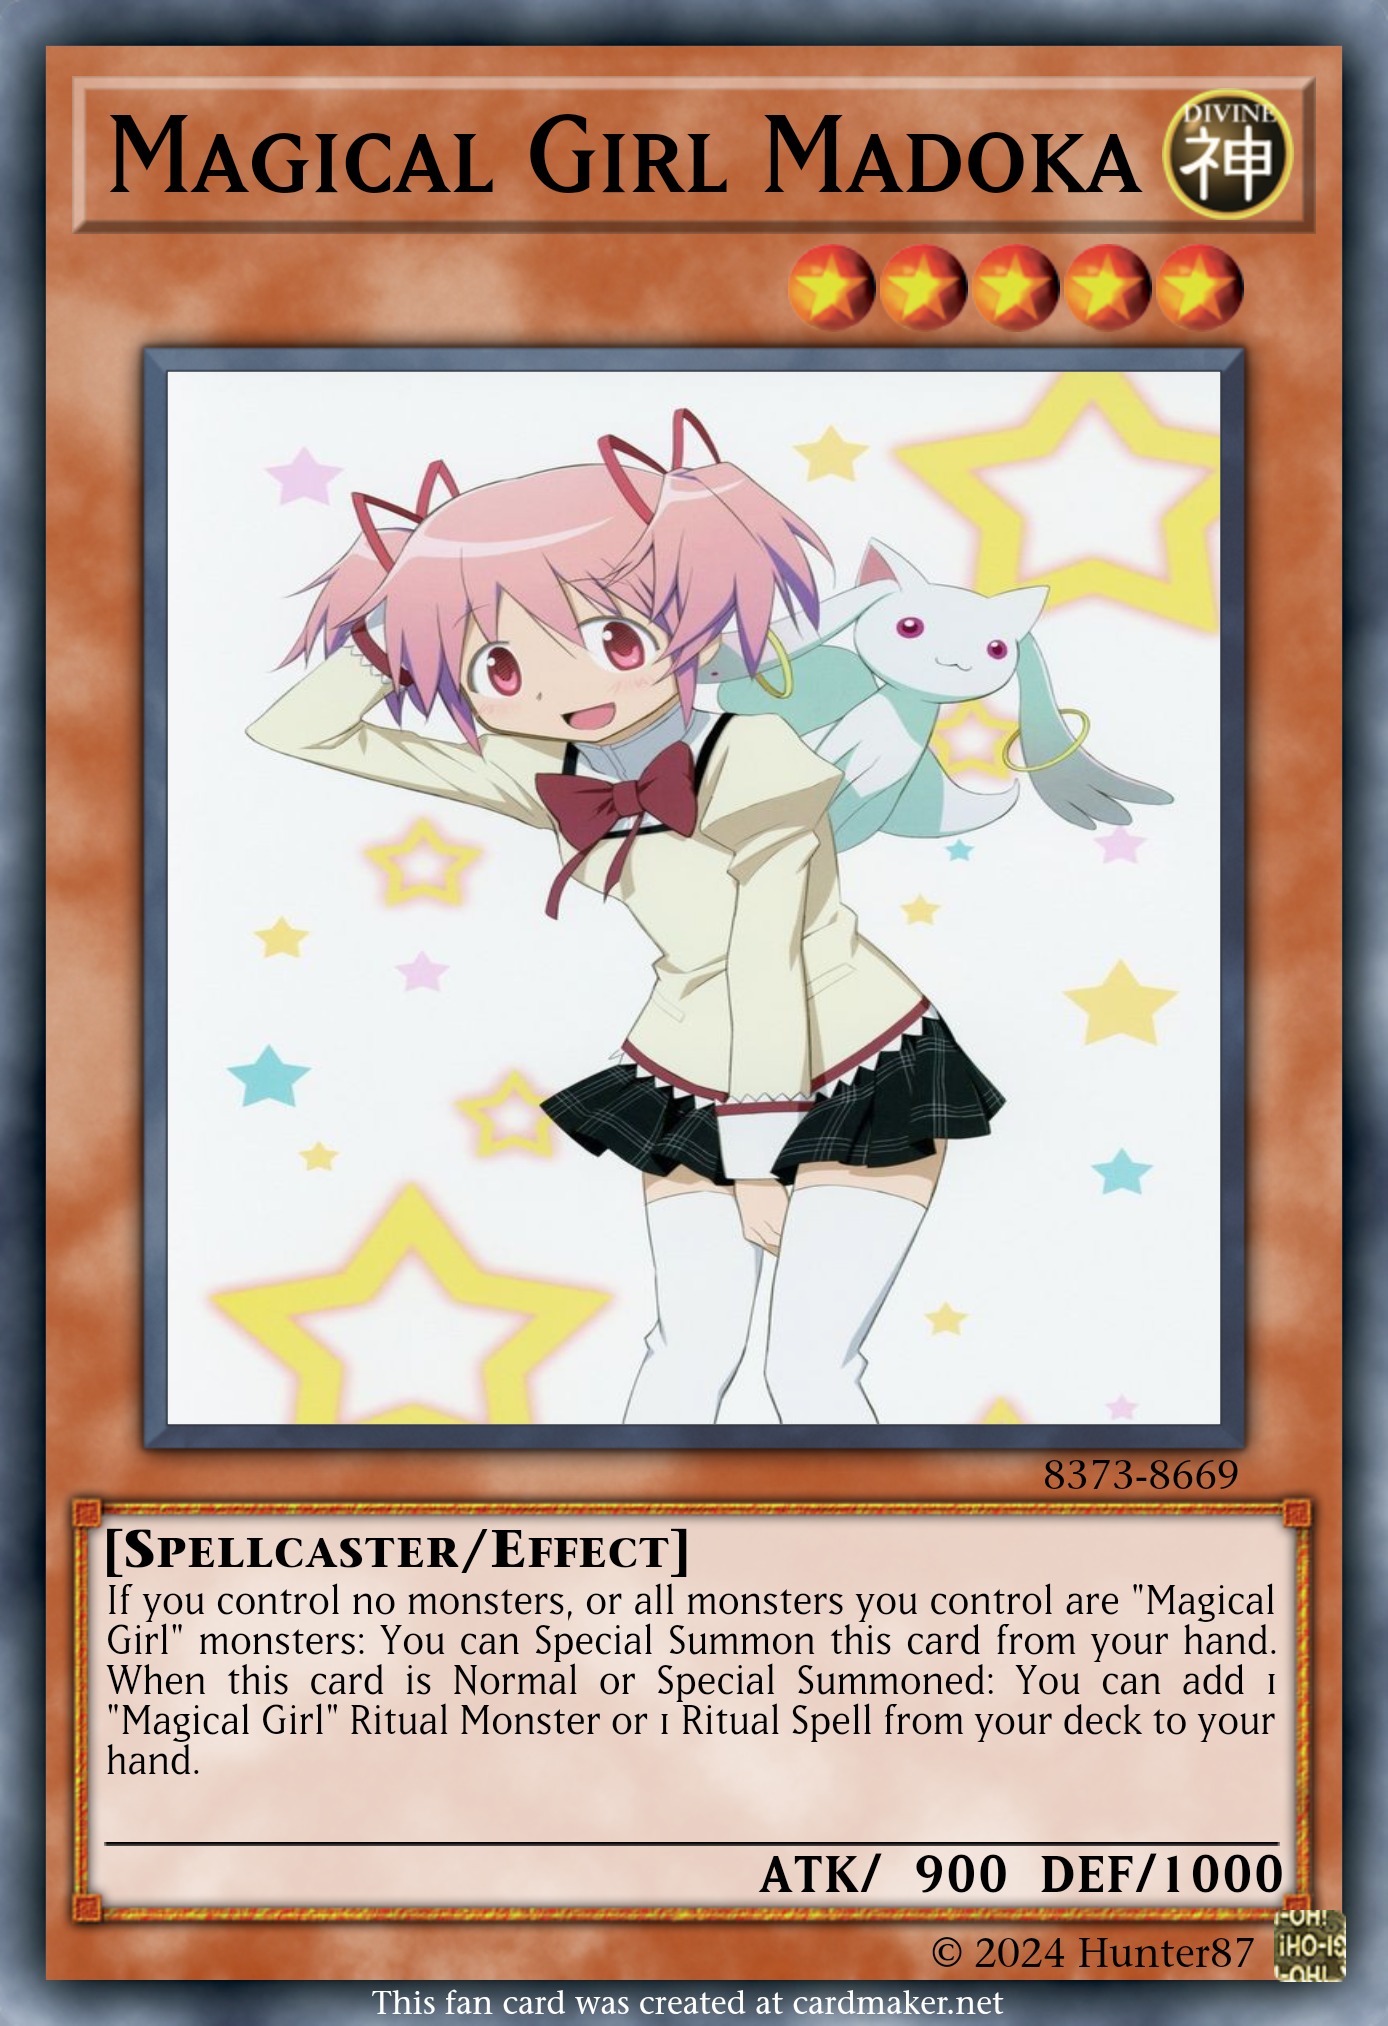 Magical Girl Madoka
DIVINE
神
8373-8669
[Spellcaster/Effect]
If you control no monsters, or all monsters you control are "Magical
Girl" monsters: You can Special Summon this card from your hand.
When this card is Normal or Special Summoned: You can add 1
"Magical Girl" Ritual Monster or 1 Ritual Spell from your deck to your
hand.
ATK/ 900 DEF/1000
© 2024 Hunter87
This fan card was created at cardmaker.net